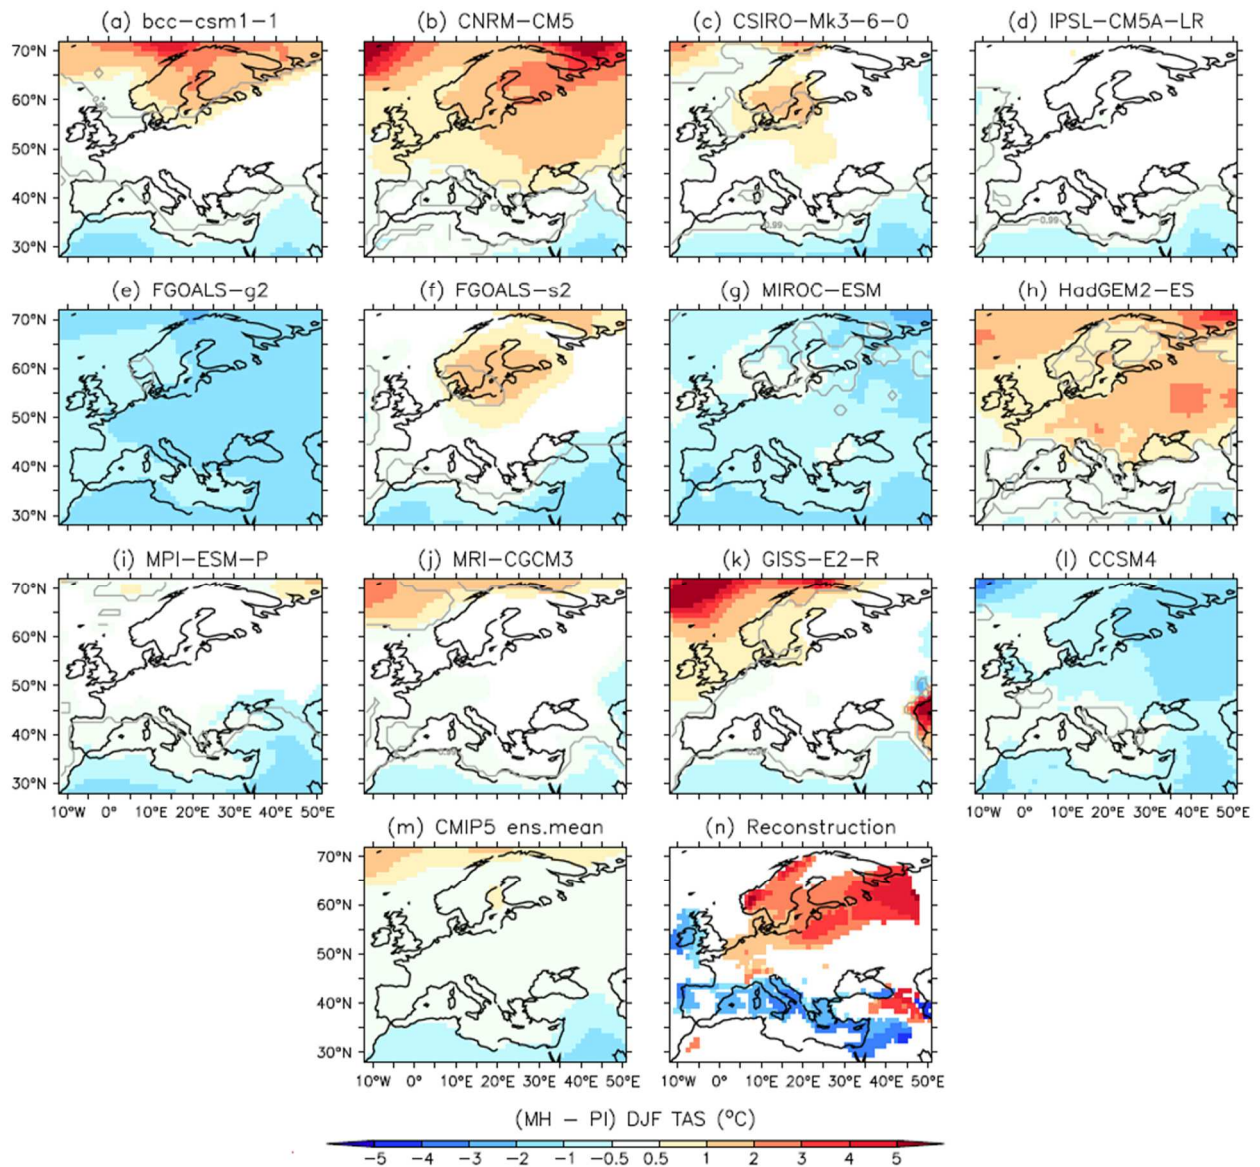 (a) bcc-csm1-1 (b) CNRM-CM5 (c) CSIRO-Mk3-6-0 (d) IPSL-CM5A-LR
70°N
60°N
50°N
40°N
30°N
0.99 0.99
(e) FGOALS-g2 (f) FGOALS-s2 (g) MIROC-ESM (h) HadGEM2-ES
70°N
60°N
50°N
40°N
30°N
(i) MPI-ESM-P (j) MRI-CGCM3 (k) GISS-E2-R (l) CCSM4
70°N
60°N
50°N
40°N
30°N
10°W 0° 10°E 20°E 30°E 40°E 50°E 10°W 0° 10°E 20°E 30°E 40°E 50°E
(m) CMIP5 ens.mean (n) Reconstruction
70°N
60°N
50°N
40°N
30°N
10°W 0° 10°E 20°E 30°E 40°E 50°E 10°W 0° 10°E 20°E 30°E 40°E 50°E
(MH - PI) DJF TAS (°C)
-5 -4 -3 -2 -1 -0.5 0.5 1 2 3 4 5